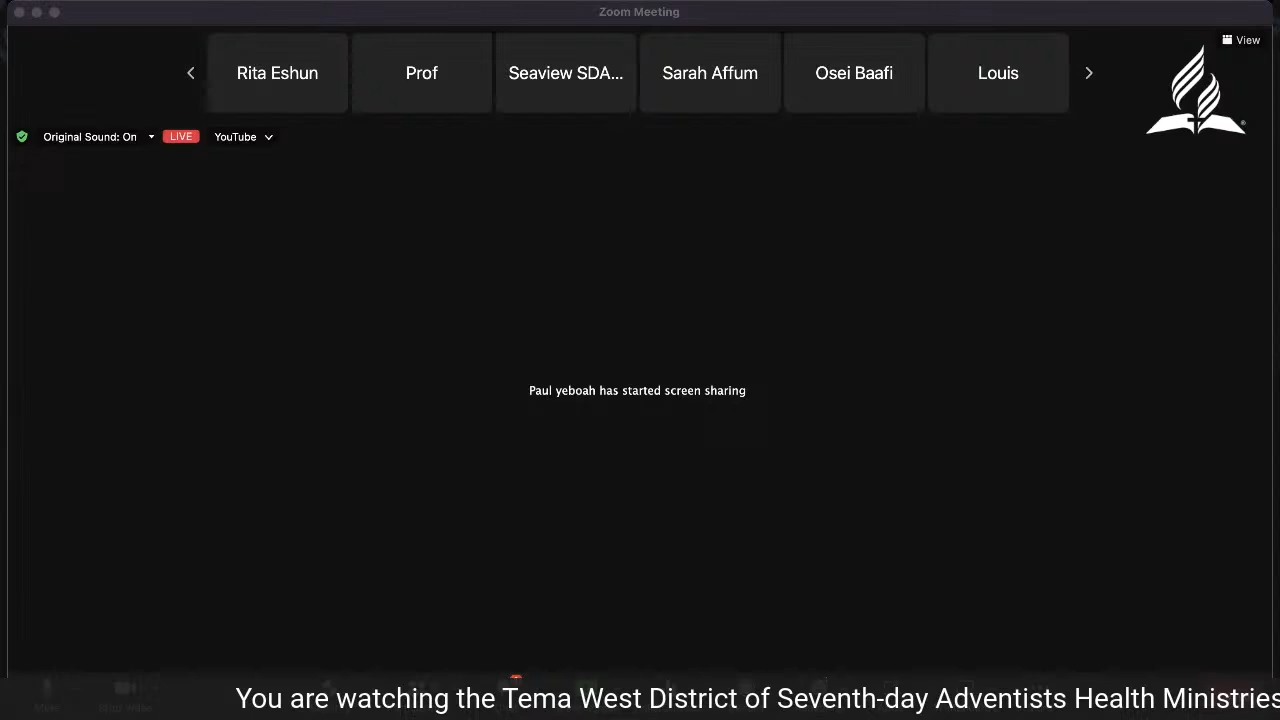 Zoom Meeting
View
Rita Eshun
Prof
Seaview SDA...
Sarah Affum
Osei Baafi
Louis
Original Sound: On
LIVE
YouTube
Paul yeboah has started screen sharing
You are watching the Tema West District of Seventh-day Adventists Health Ministries